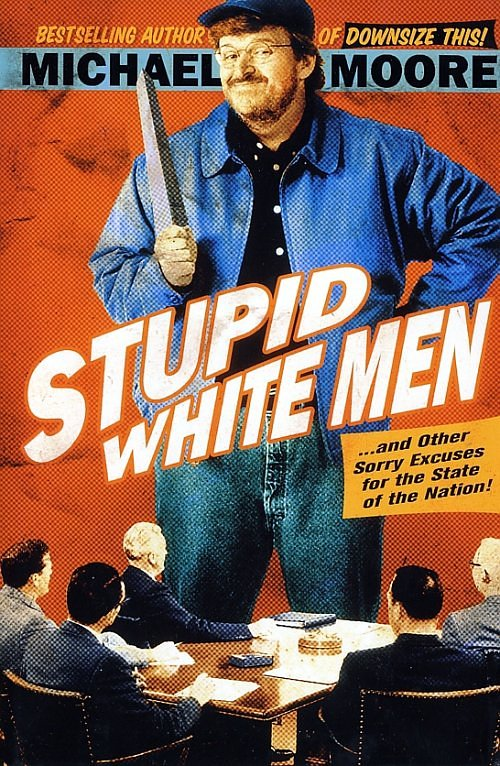 BESTSELLING AUTHOR OF DOWNSIZE THIS!
MICHAEL MOORE
STUPID
WHITE MEN
...and Other
Sorry Excuses
for the State
of the Nation!